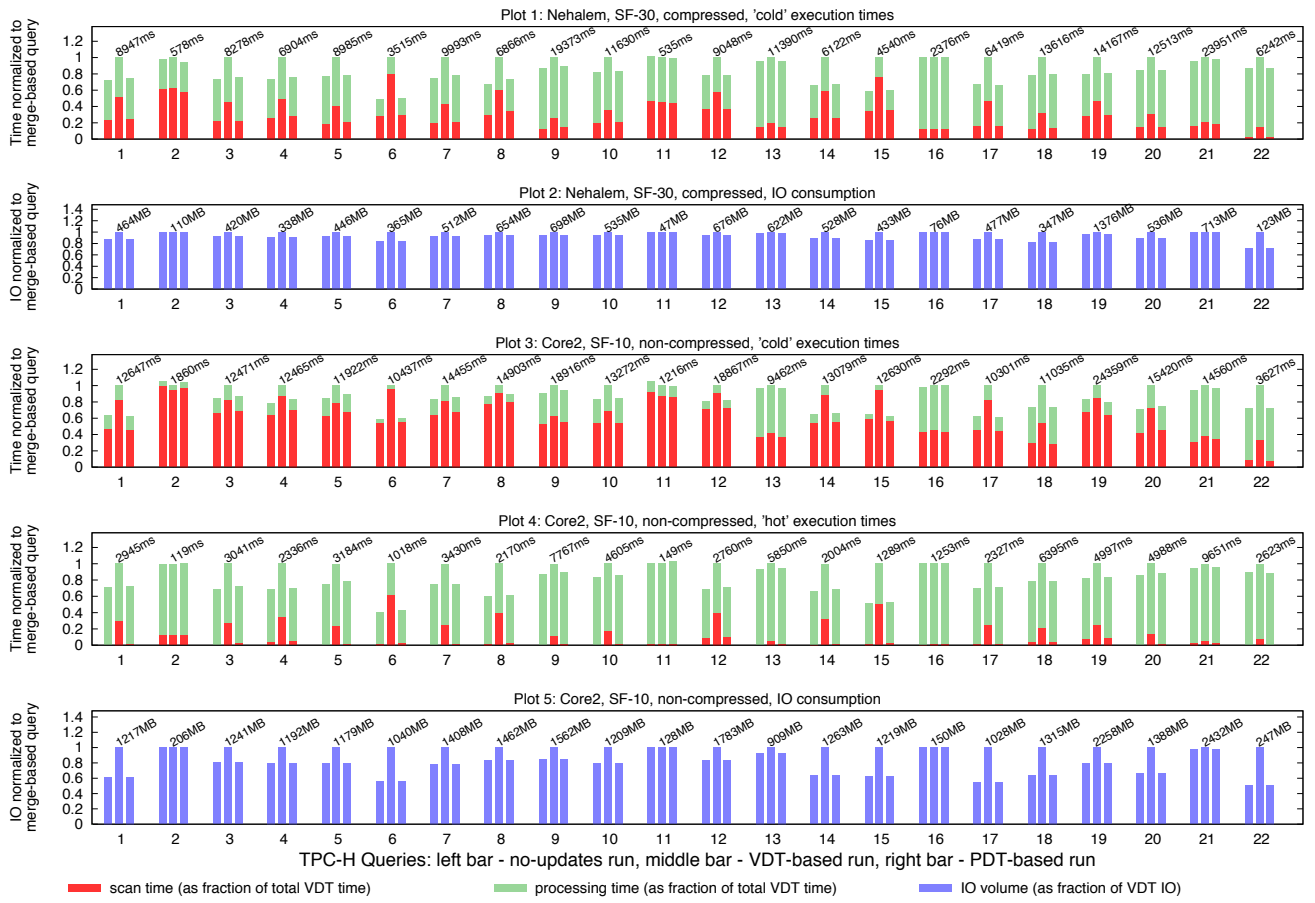 Plot 1: Nehalem, SF-30, compressed, 'cold' execution times
Time normalized to
merge-based query
0 0.2 0.4 0.6 0.8 1 1.2
8947ms 578ms 8278ms 6904ms 8985ms 3515ms 9993ms 6866ms 19373ms 11630ms 535ms 9048ms 11390ms 6122ms 4540ms 2376ms 6419ms 13616ms 14167ms 12513ms 23951ms 6242ms
1 2 3 4 5 6 7 8 9 10 11 12 13 14 15 16 17 18 19 20 21 22
Plot 2: Nehalem, SF-30, compressed, IO consumption
IO normalized to
merge-based query
0 0.2 0.4 0.6 0.8 1 1.2 1.4
464MB 110MB 420MB 338MB 446MB 365MB 512MB 654MB 698MB 535MB 47MB 676MB 622MB 528MB 433MB 76MB 477MB 347MB 1376MB 536MB 713MB 123MB
1 2 3 4 5 6 7 8 9 10 11 12 13 14 15 16 17 18 19 20 21 22
Plot 3: Core2, SF-10, non-compressed, 'cold' execution times
Time normalized to
merge-based query
0 0.2 0.4 0.6 0.8 1 1.2
12647ms 1860ms 12471ms 12465ms 11922ms 10437ms 14455ms 14903ms 18916ms 13272ms 1216ms 18867ms 9462ms 13079ms 12630ms 2292ms 10301ms 11035ms 24359ms 15420ms 14560ms 3627ms
1 2 3 4 5 6 7 8 9 10 11 12 13 14 15 16 17 18 19 20 21 22
Plot 4: Core2, SF-10, non-compressed, 'hot' execution times
Time normalized to
merge-based query
0 0.2 0.4 0.6 0.8 1 1.2
2945ms 119ms 3041ms 2336ms 3184ms 1018ms 3430ms 2170ms 7767ms 4605ms 149ms 2760ms 5850ms 2004ms 1289ms 1253ms 2327ms 6395ms 4997ms 4988ms 9651ms 2623ms
1 2 3 4 5 6 7 8 9 10 11 12 13 14 15 16 17 18 19 20 21 22
Plot 5: Core2, SF-10, non-compressed, IO consumption
IO normalized to
merge-based query
0 0.2 0.4 0.6 0.8 1 1.2 1.4
1217MB 206MB 1241MB 1192MB 1179MB 1040MB 1408MB 1462MB 1562MB 1209MB 128MB 1783MB 909MB 1263MB 1219MB 150MB 1028MB 1315MB 2258MB 1388MB 2432MB 247MB
1 2 3 4 5 6 7 8 9 10 11 12 13 14 15 16 17 18 19 20 21 22
TPC-H Queries: left bar - no-updates run, middle bar - VDT-based run, right bar - PDT-based run
scan time (as fraction of total VDT time) processing time (as fraction of total VDT time) IO volume (as fraction of VDT IO)